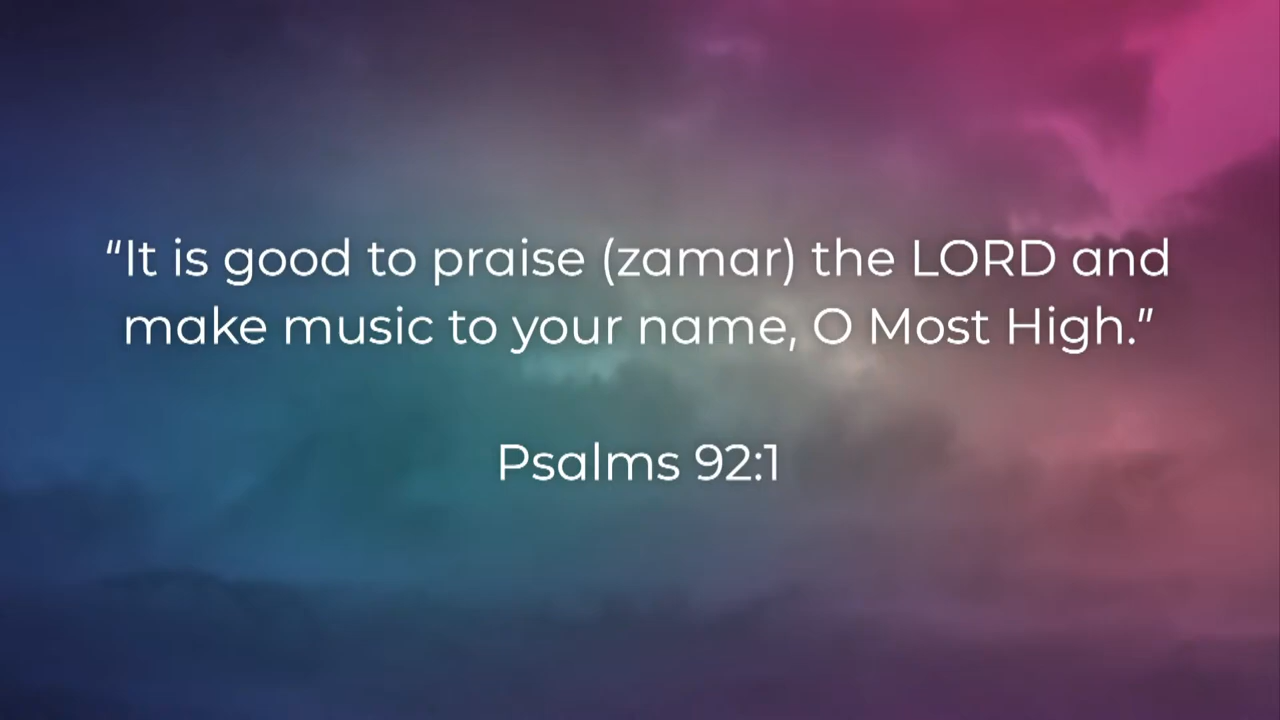 “It is good to praise (zamar) the LORD and
make music to your name, O Most High.”
Psalms 92:1